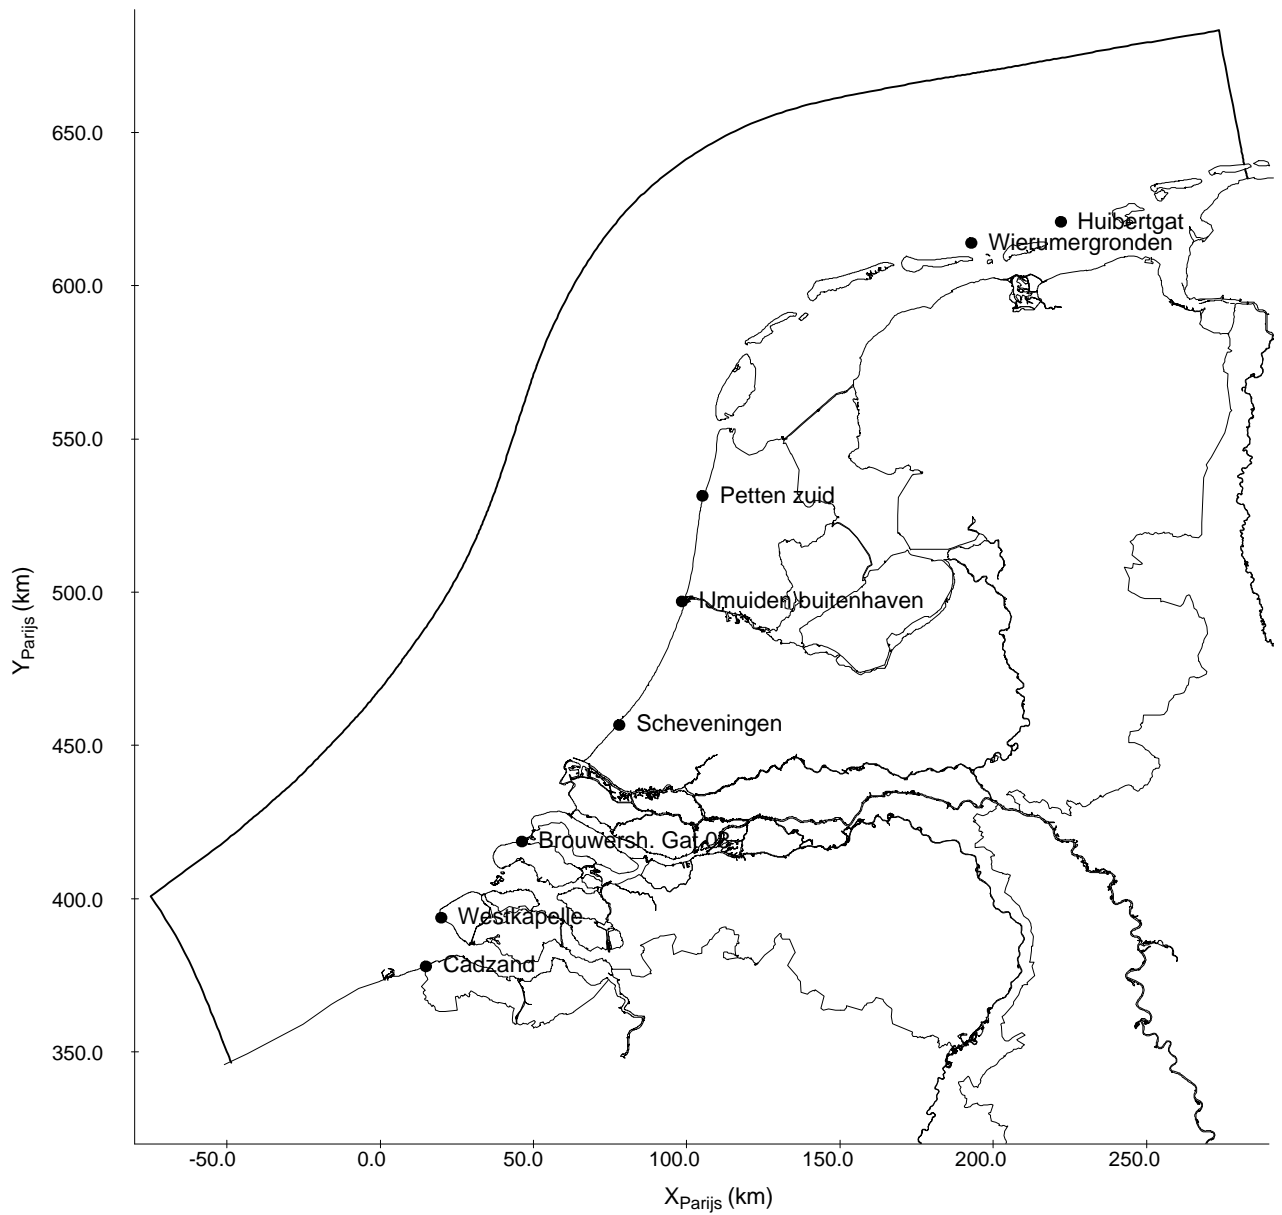 650.0
Huibertgat
Wierumergronden
600.0
550.0
Petten zuid
500.0
IJmuiden buitenhaven
Y Parijs (km)
Scheveningen
450.0
Brouwersh. Gat 08
400.0
Westkapelle
Cadzand
350.0
-50.0 0.0 50.0 100.0 150.0 200.0 250.0
X Parijs (km)